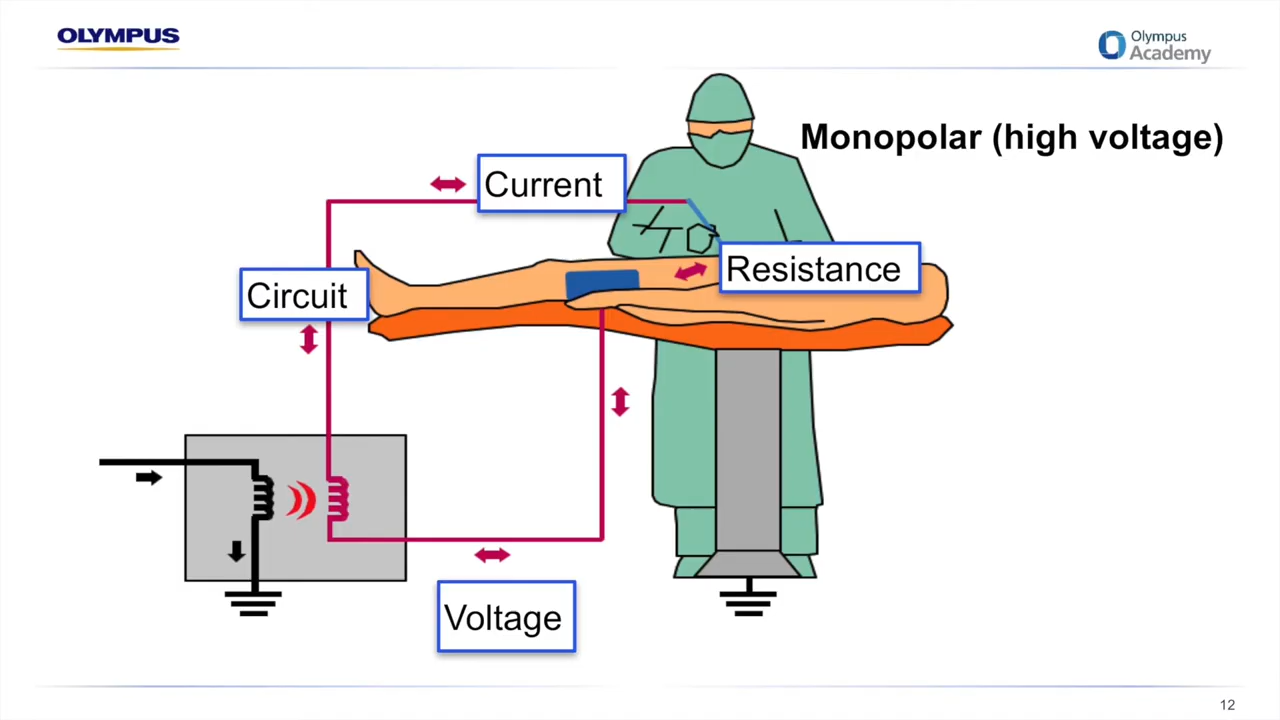 OLYMPUS
Olympus
Academy
Monopolar (high voltage)
Current
Resistance
Circuit
Voltage
12